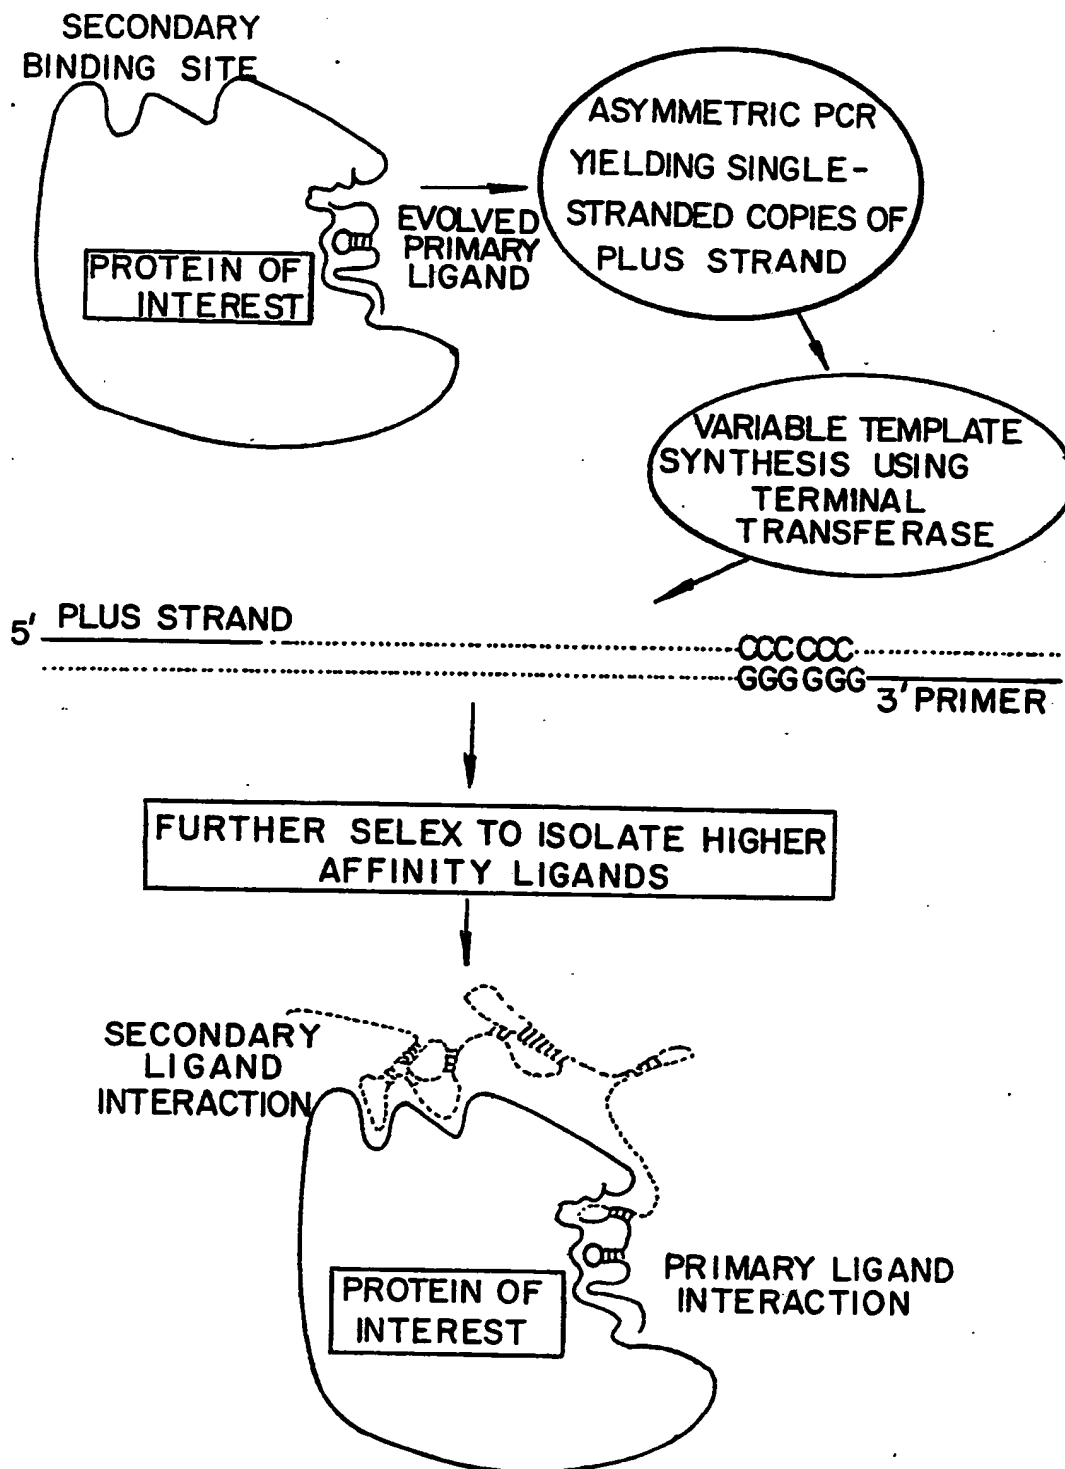 SECONDARY
BINDING SITE
PROTEIN OF
INTEREST
EVOLVED
PRIMARY
LIGAND
ASYMMETRIC PCR
YIELDING SINGLE-
STRANDED COPIES OF
PLUS STRAND
VARIABLE TEMPLATE
SYNTHESIS USING
TERMINAL
TRANSFERASE
5' PLUS STRAND
CCCCCC
GGGGGG
3' PRIMER
FURTHER SELEX TO ISOLATE HIGHER
AFFINITY LIGANDS
SECONDARY
LIGAND
INTERACTION
PROTEIN OF
INTEREST
PRIMARY LIGAND
INTERACTION